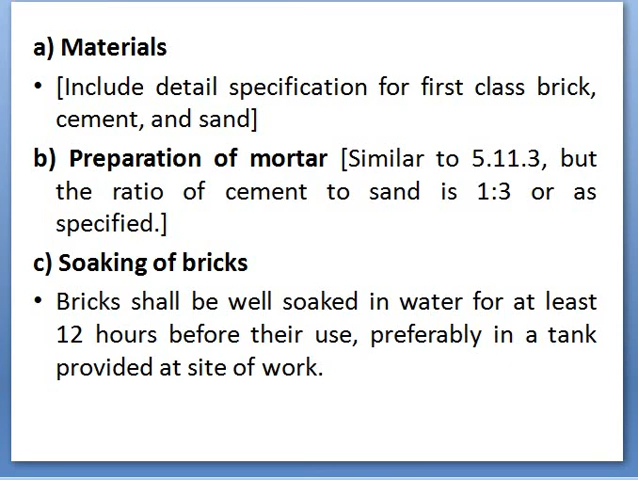 a) Materials
• [Include detail specification for first class brick,
cement, and sand]
b) Preparation of mortar [Similar to 5.11.3, but
the ratio of cement to sand is 1:3 or as
specified.]
c) Soaking of bricks
• Bricks shall be well soaked in water for at least
12 hours before their use, preferably in a tank
provided at site of work.